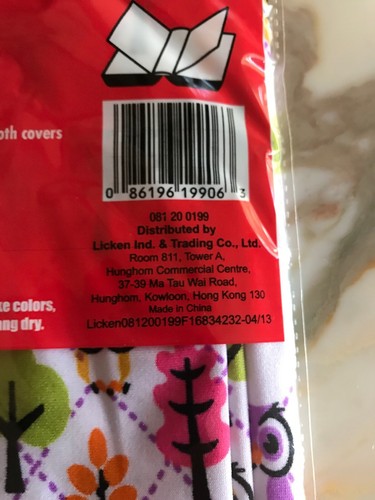 oth covers
0 86196 19906 3
081 20 0199
Distributed by
Licken Ind. & Trading Co., Ltd.
Room 811, Tower A,
Hunghom Commercial Centre,
37-39 Ma Tau Wai Road,
Hunghom, Kowloon, Hong Kong 130
Made in China
Licken081200199F16834232-04/13
ke colors,
ang dry.